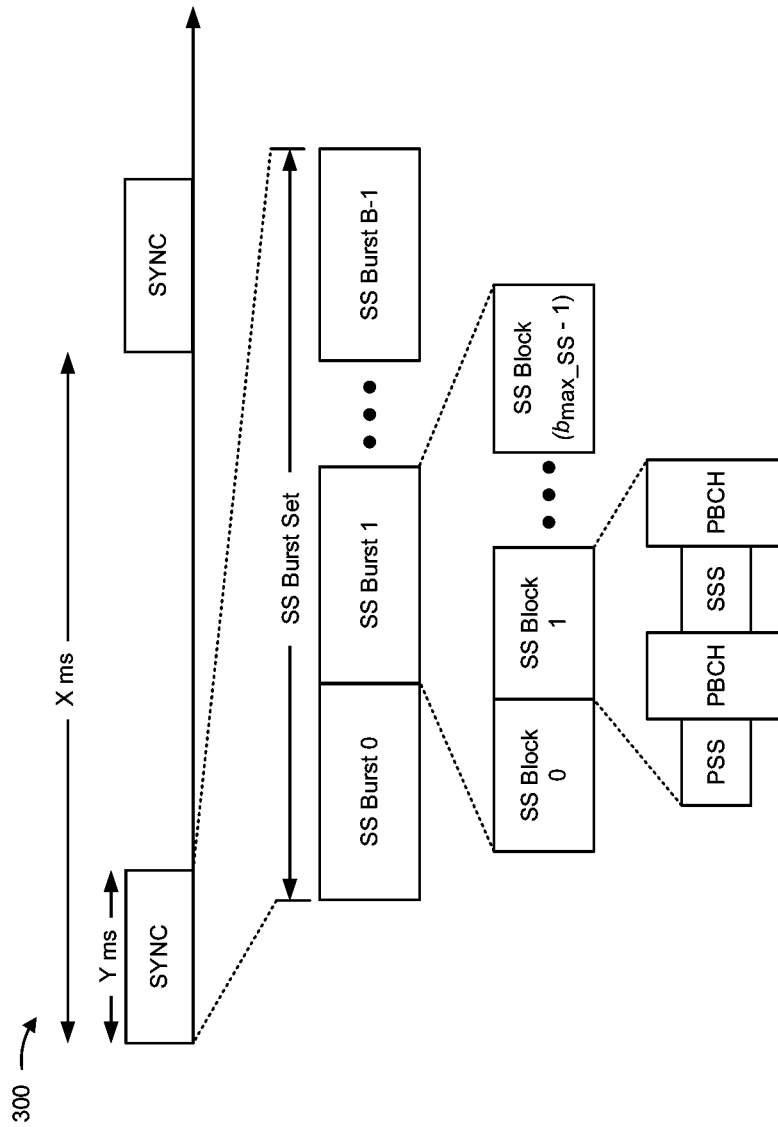 300
X ms
Y ms
SYNC
SYNC
SS Burst Set
SS Burst 0
SS Burst 1
SS Burst B-1
SS Block
0
SS Block
1
SS Block
(bmax_SS - 1)
PSS
PBCH
SSS
PBCH